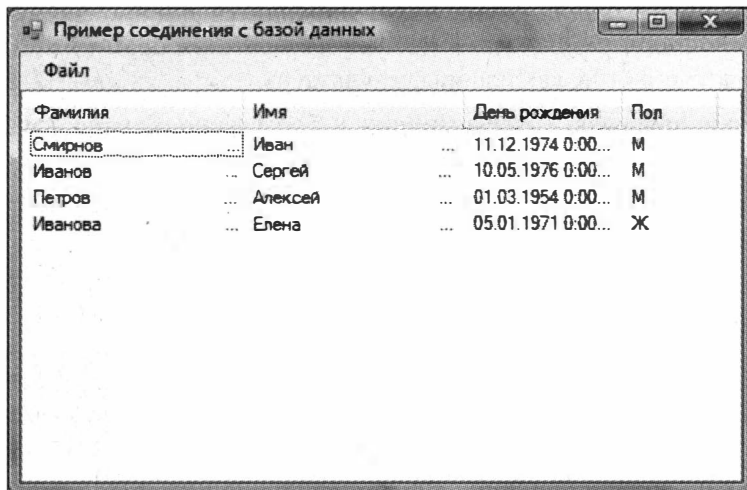 Пример соединения с базой данных
Файл
Фамилия Имя День рождения Пол
Смирнов ... Иван ... 11.12.1974 0:00... М
Иванов ... Сергей ... 10.05.1976 0:00... М
Петров ... Алексей ... 01.03.1954 0:00... М
Иванова ... Елена ... 05.01.1971 0:00... Ж